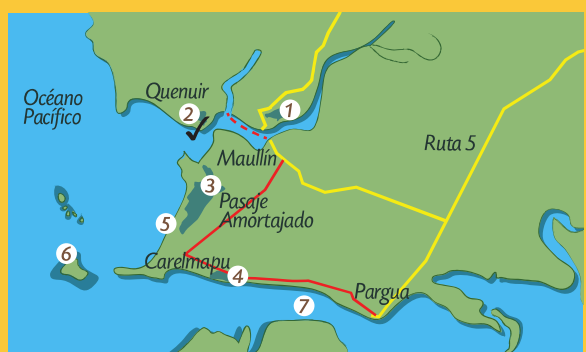 Océano
Pacífico
Quenuir
2
1
Ruta 5
Maullín
3
Pasaje
Amortajado
5
6
Carelmapu
4
7
Pargua